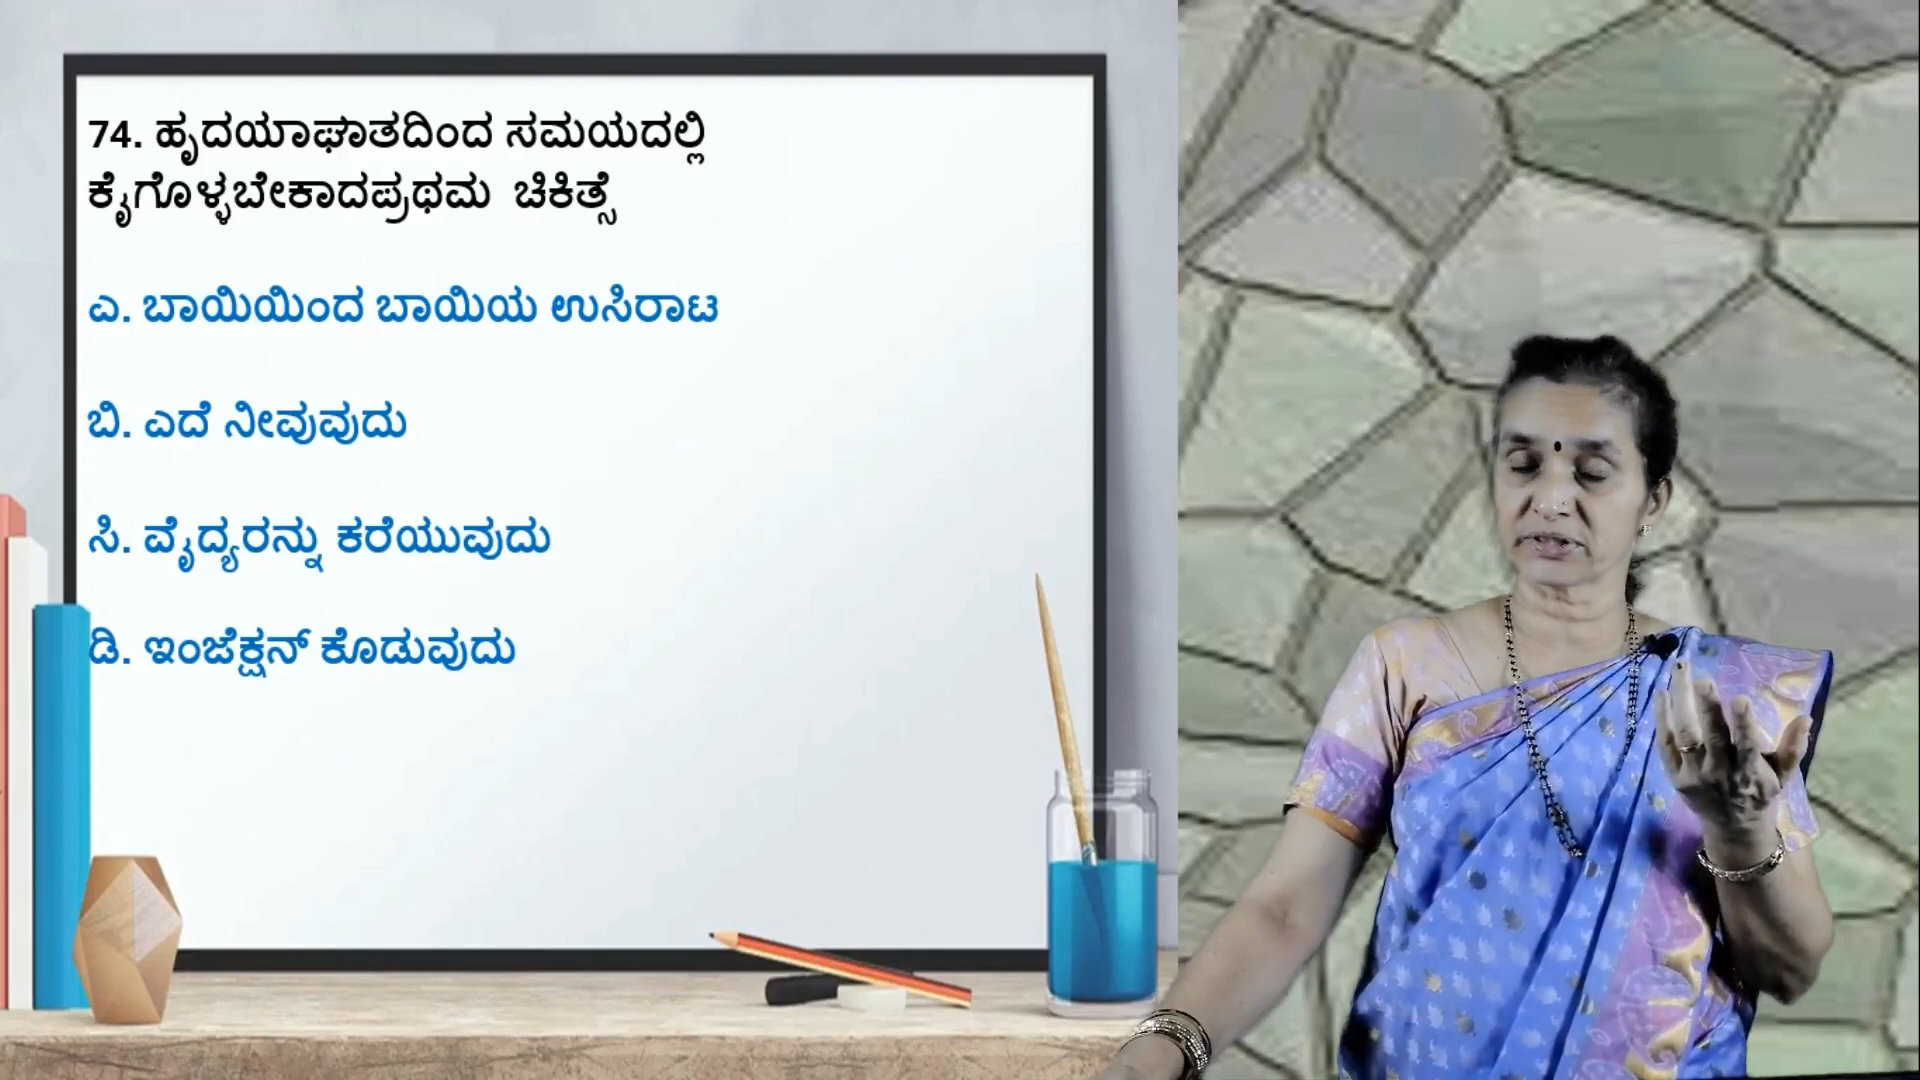 74. ಹೃದಯಾಘಾತದಿಂದ ಸಮಯದಲ್ಲಿ
ಕೈಗೊಳ್ಳಬೇಕಾದಪ್ರಥಮ ಚಿಕಿತ್ಸೆ
ಎ. ಬಾಯಿಯಿಂದ ಬಾಯಿಯ ಉಸಿರಾಟ
ಬಿ. ಎದೆ ನೀವುವುದು
ಸಿ. ವೈದ್ಯರನ್ನು ಕರೆಯುವುದು
ಡಿ. ಇಂಜೆಕ್ಷನ್ ಕೊಡುವುದು